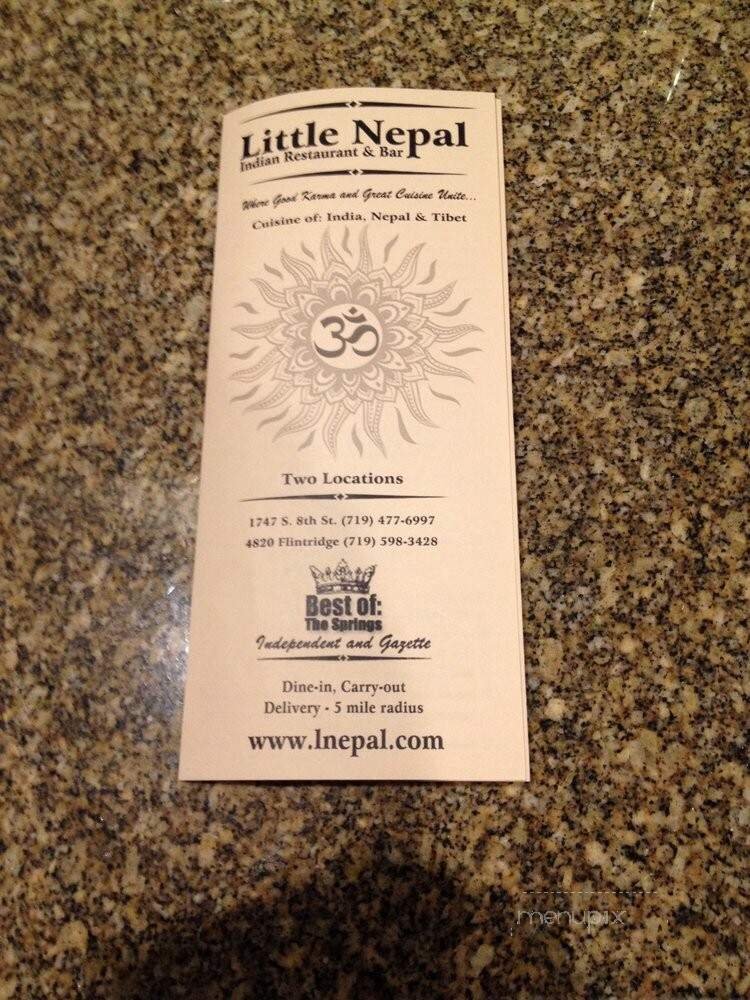 Little Nepal
Indian Restaurant & Bar
Where Good Karma and Great Cuisine Unite...
Cuisine of: India, Nepal & Tibet
ॐ
Two Locations
1747 S. 8th St. (719) 477-6997
4820 Flintridge (719) 598-3428
Best of:
The Springs
Independent and Gazette
Dine-in, Carry-out
Delivery - 5 mile radius
www.lnepal.com
menupix